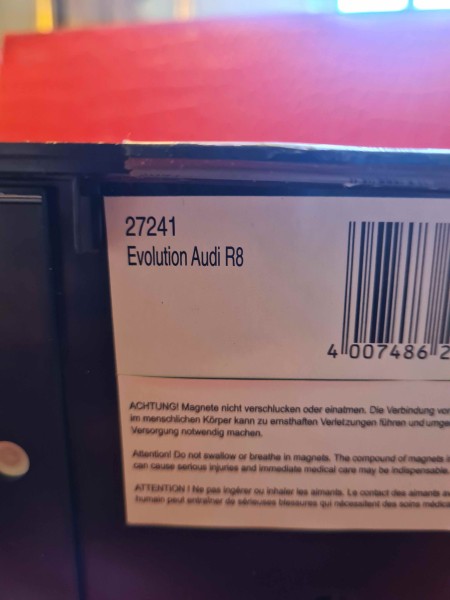 27241
Evolution Audi R8
4 007486 2
ACHTUNG! Magnete nicht verschlucken oder einatmen. Die Verbindung von
im menschlichen Körper kann zu ernsthaften Verletzungen führen und umge
Versorgung notwendig machen.
Attention! Do not swallow or breathe in magnets. The compound of magnets i
can cause serious injuries and immediate medical care may be indispensable.
ATTENTION ! Ne pas ingérer ou inhaler les aimants. Le contact des aimants av
humain peut entraîner de sérieuses blessures qui nécessitent des soins médica